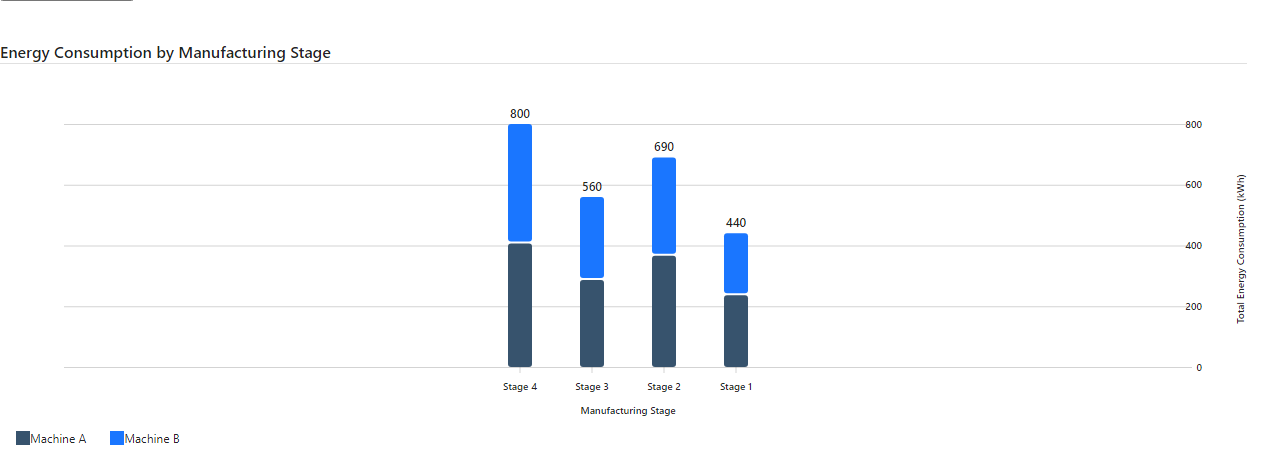 Energy Consumption by Manufacturing Stage
800
560
690
440
800
600
400
200
0
Total Energy Consumption (kWh)
Stage 4
Stage 3
Stage 2
Stage 1
Manufacturing Stage
Machine A
Machine B